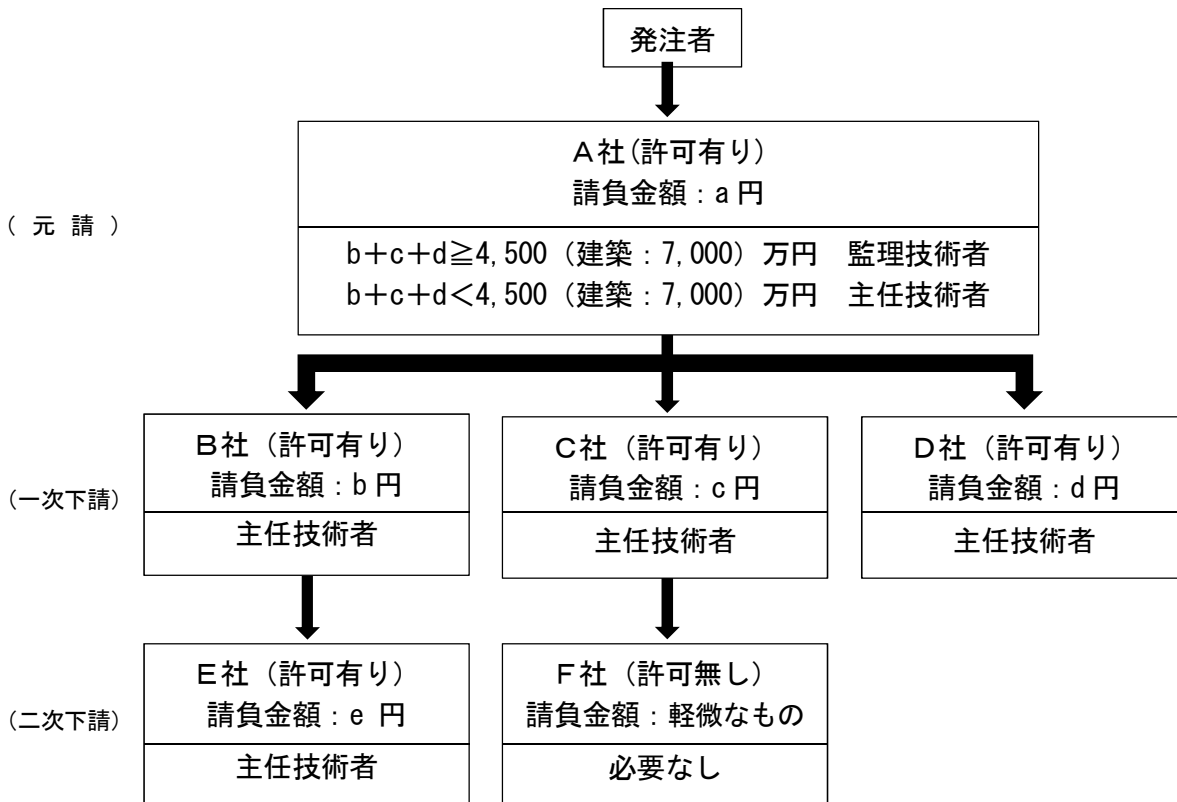 発注者
A社(許可有り)
請負金額:a円
(元請)
b+c+d≧4,500(建築:7,000)万円 監理技術者
b+c+d<4,500(建築:7,000)万円 主任技術者
B社(許可有り)
請負金額:b円
主任技術者
C社(許可有り)
請負金額:c円
主任技術者
D社(許可有り)
請負金額:d円
主任技術者
(一次下請)
E社(許可有り)
請負金額:e 円
主任技術者
F社(許可無し)
請負金額:軽微なもの
必要なし
(二次下請)